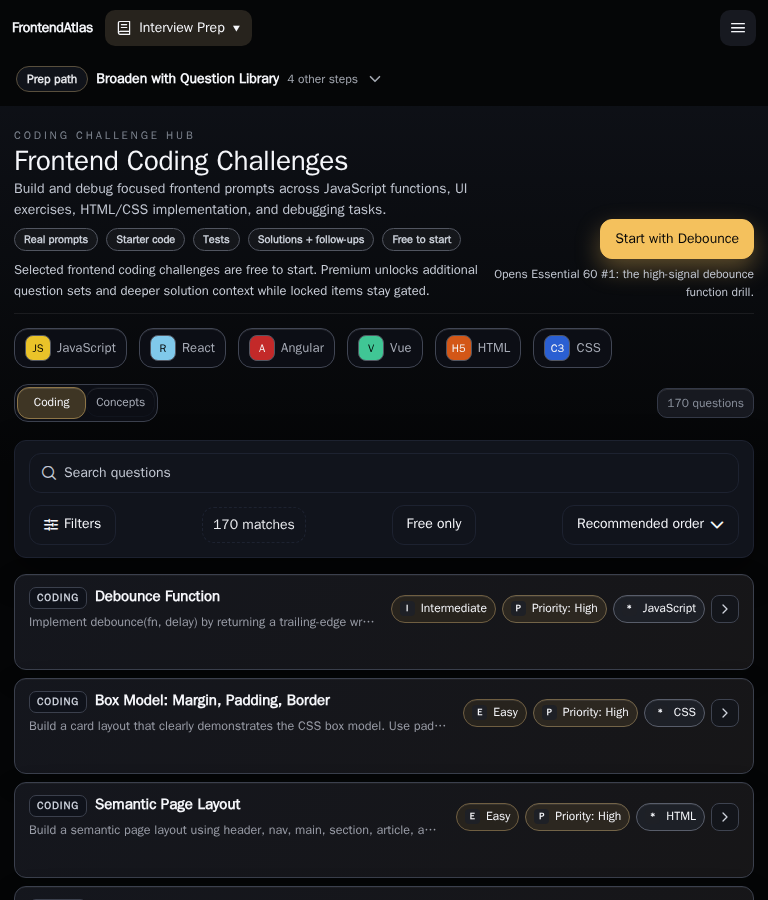 FrontendAtlas
Interview Prep ▾
Prep path Broaden with Question Library 4 other steps
CODING CHALLENGE HUB
Frontend Coding Challenges
Build and debug focused frontend prompts across JavaScript functions, UI
exercises, HTML/CSS implementation, and debugging tasks.
Real prompts Starter code Tests Solutions + follow-ups Free to start
Selected frontend coding challenges are free to start. Premium unlocks additional
question sets and deeper solution context while locked items stay gated.
Start with Debounce
Opens Essential 60 #1: the high-signal debounce
function drill.
JS JavaScript R React A Angular V Vue H5 HTML C3 CSS
Coding Concepts
170 questions
Search questions
Filters 170 matches Free only Recommended order
CODING Debounce Function
Implement debounce(fn, delay) by returning a trailing-edge wr···
I Intermediate P Priority: High * JavaScript
CODING Box Model: Margin, Padding, Border
Build a card layout that clearly demonstrates the CSS box model. Use pad···
E Easy P Priority: High * CSS
CODING Semantic Page Layout
Build a semantic page layout using header, nav, main, section, article, a···
E Easy P Priority: High * HTML